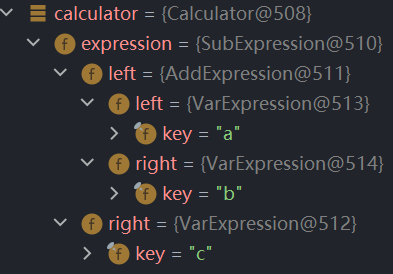 calculator = {Calculator@508}
f expression = {SubExpression@510}
f left = {AddExpression@511}
f left = {VarExpression@513}
f key = "a"
f right = {VarExpression@514}
f key = "b"
f right = {VarExpression@512}
f key = "c"